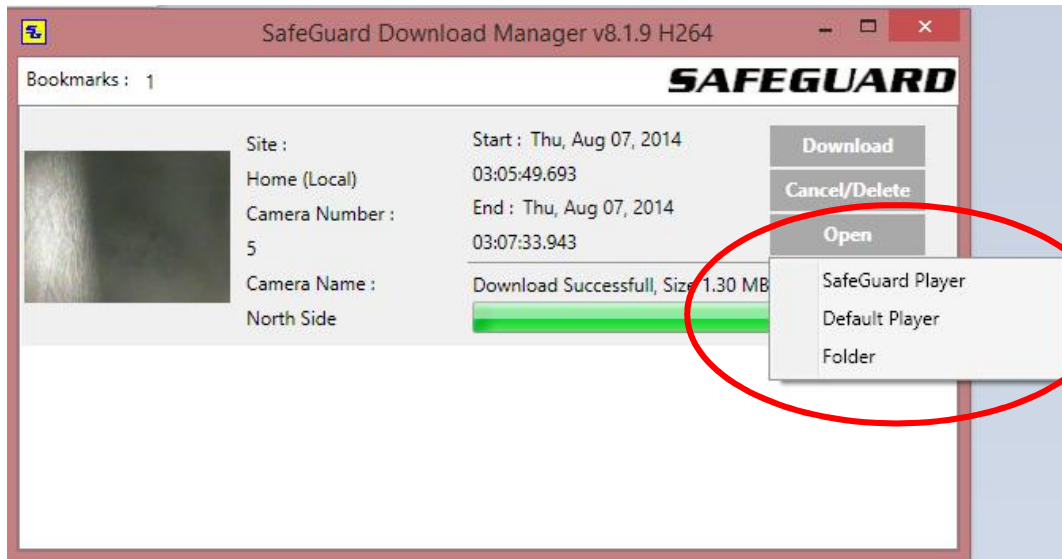 SafeGuard Download Manager v8.1.9 H264
Bookmarks : 1
SAFEGUARD
Site :
Home (Local)
Camera Number :
5
Camera Name :
North Side
Start : Thu, Aug 07, 2014
03:05:49.693
End : Thu, Aug 07, 2014
03:07:33.943
Download Successfull, Size 1.30 MB
Download
Cancel/Delete
Open
SafeGuard Player
Default Player
Folder